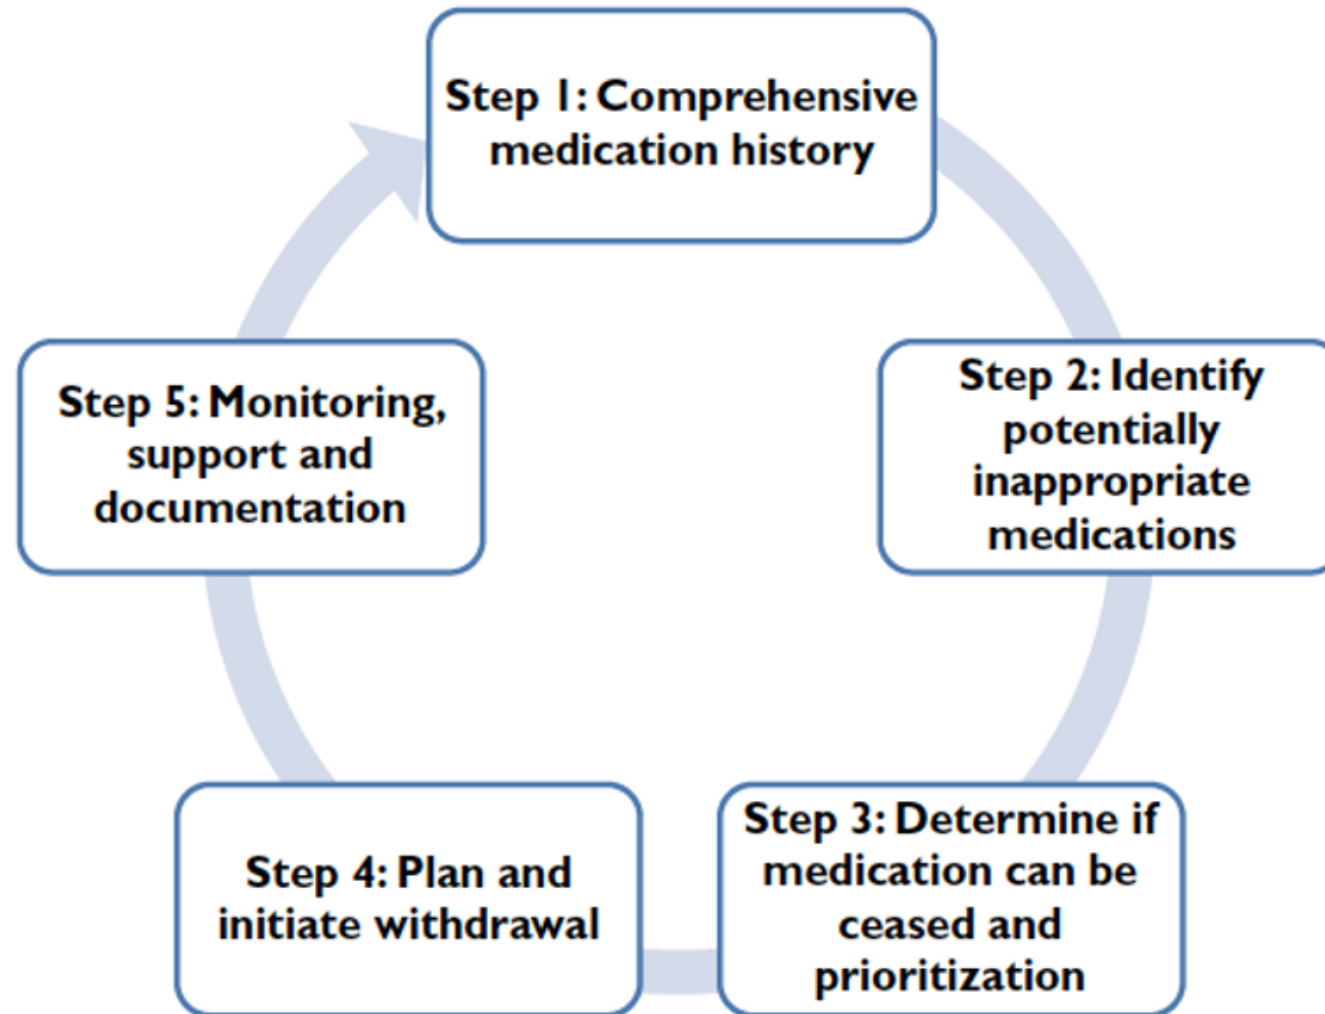 Step 1: Comprehensive
medication history
Step 2: Identify
potentially
inappropriate
medications
Step 3: Determine if
medication can be
ceased and
prioritization
Step 4: Plan and
initiate withdrawal
Step 5: Monitoring,
support and
documentation